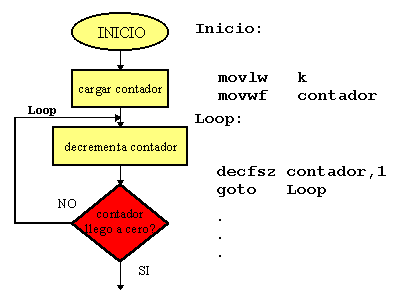 INICIO
cargar contador
Loop
decrementa contador
NO
contador
llego a cero?
SI
Inicio:
movlw k
movwf contador
Loop:
decfsz contador,1
goto Loop
.
.
.